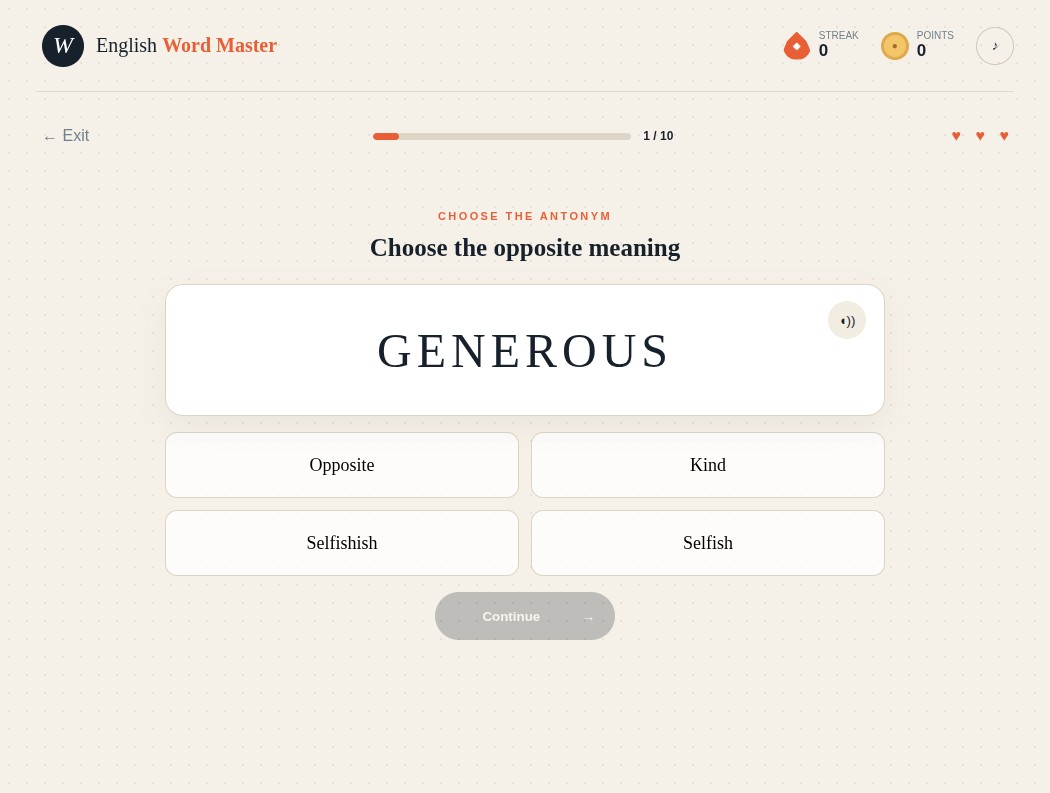 W English Word Master
STREAK
0
POINTS
0
♪
← Exit
1 / 10
♥ ♥ ♥
CHOOSE THE ANTONYM
Choose the opposite meaning
GENEROUS
Opposite
Kind
Selfishish
Selfish
Continue →